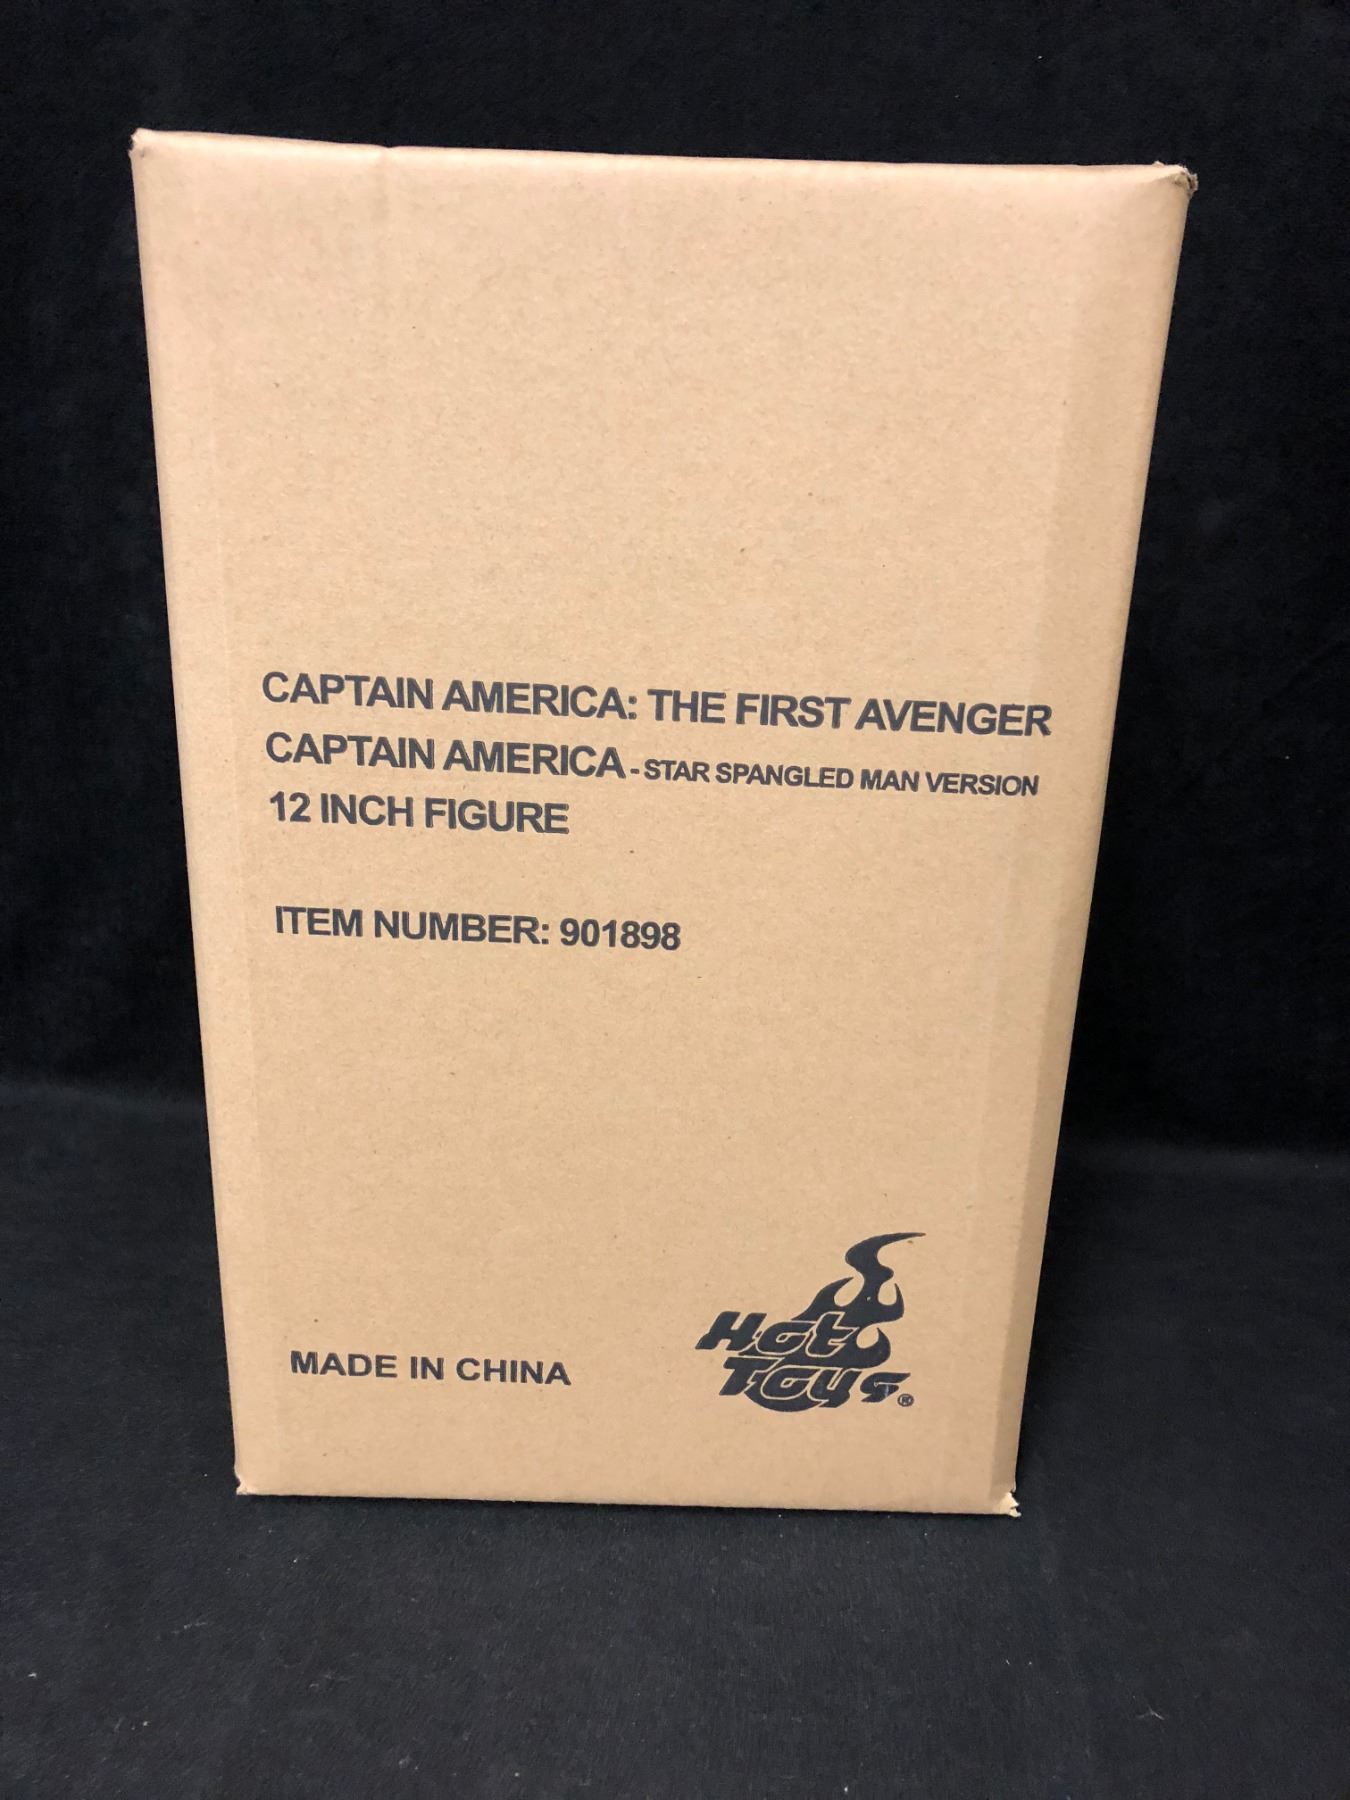 CAPTAIN AMERICA: THE FIRST AVENGER
CAPTAIN AMERICA - STAR SPANGLED MAN VERSION
12 INCH FIGURE
ITEM NUMBER: 901898
MADE IN CHINA
Hot
Toys®